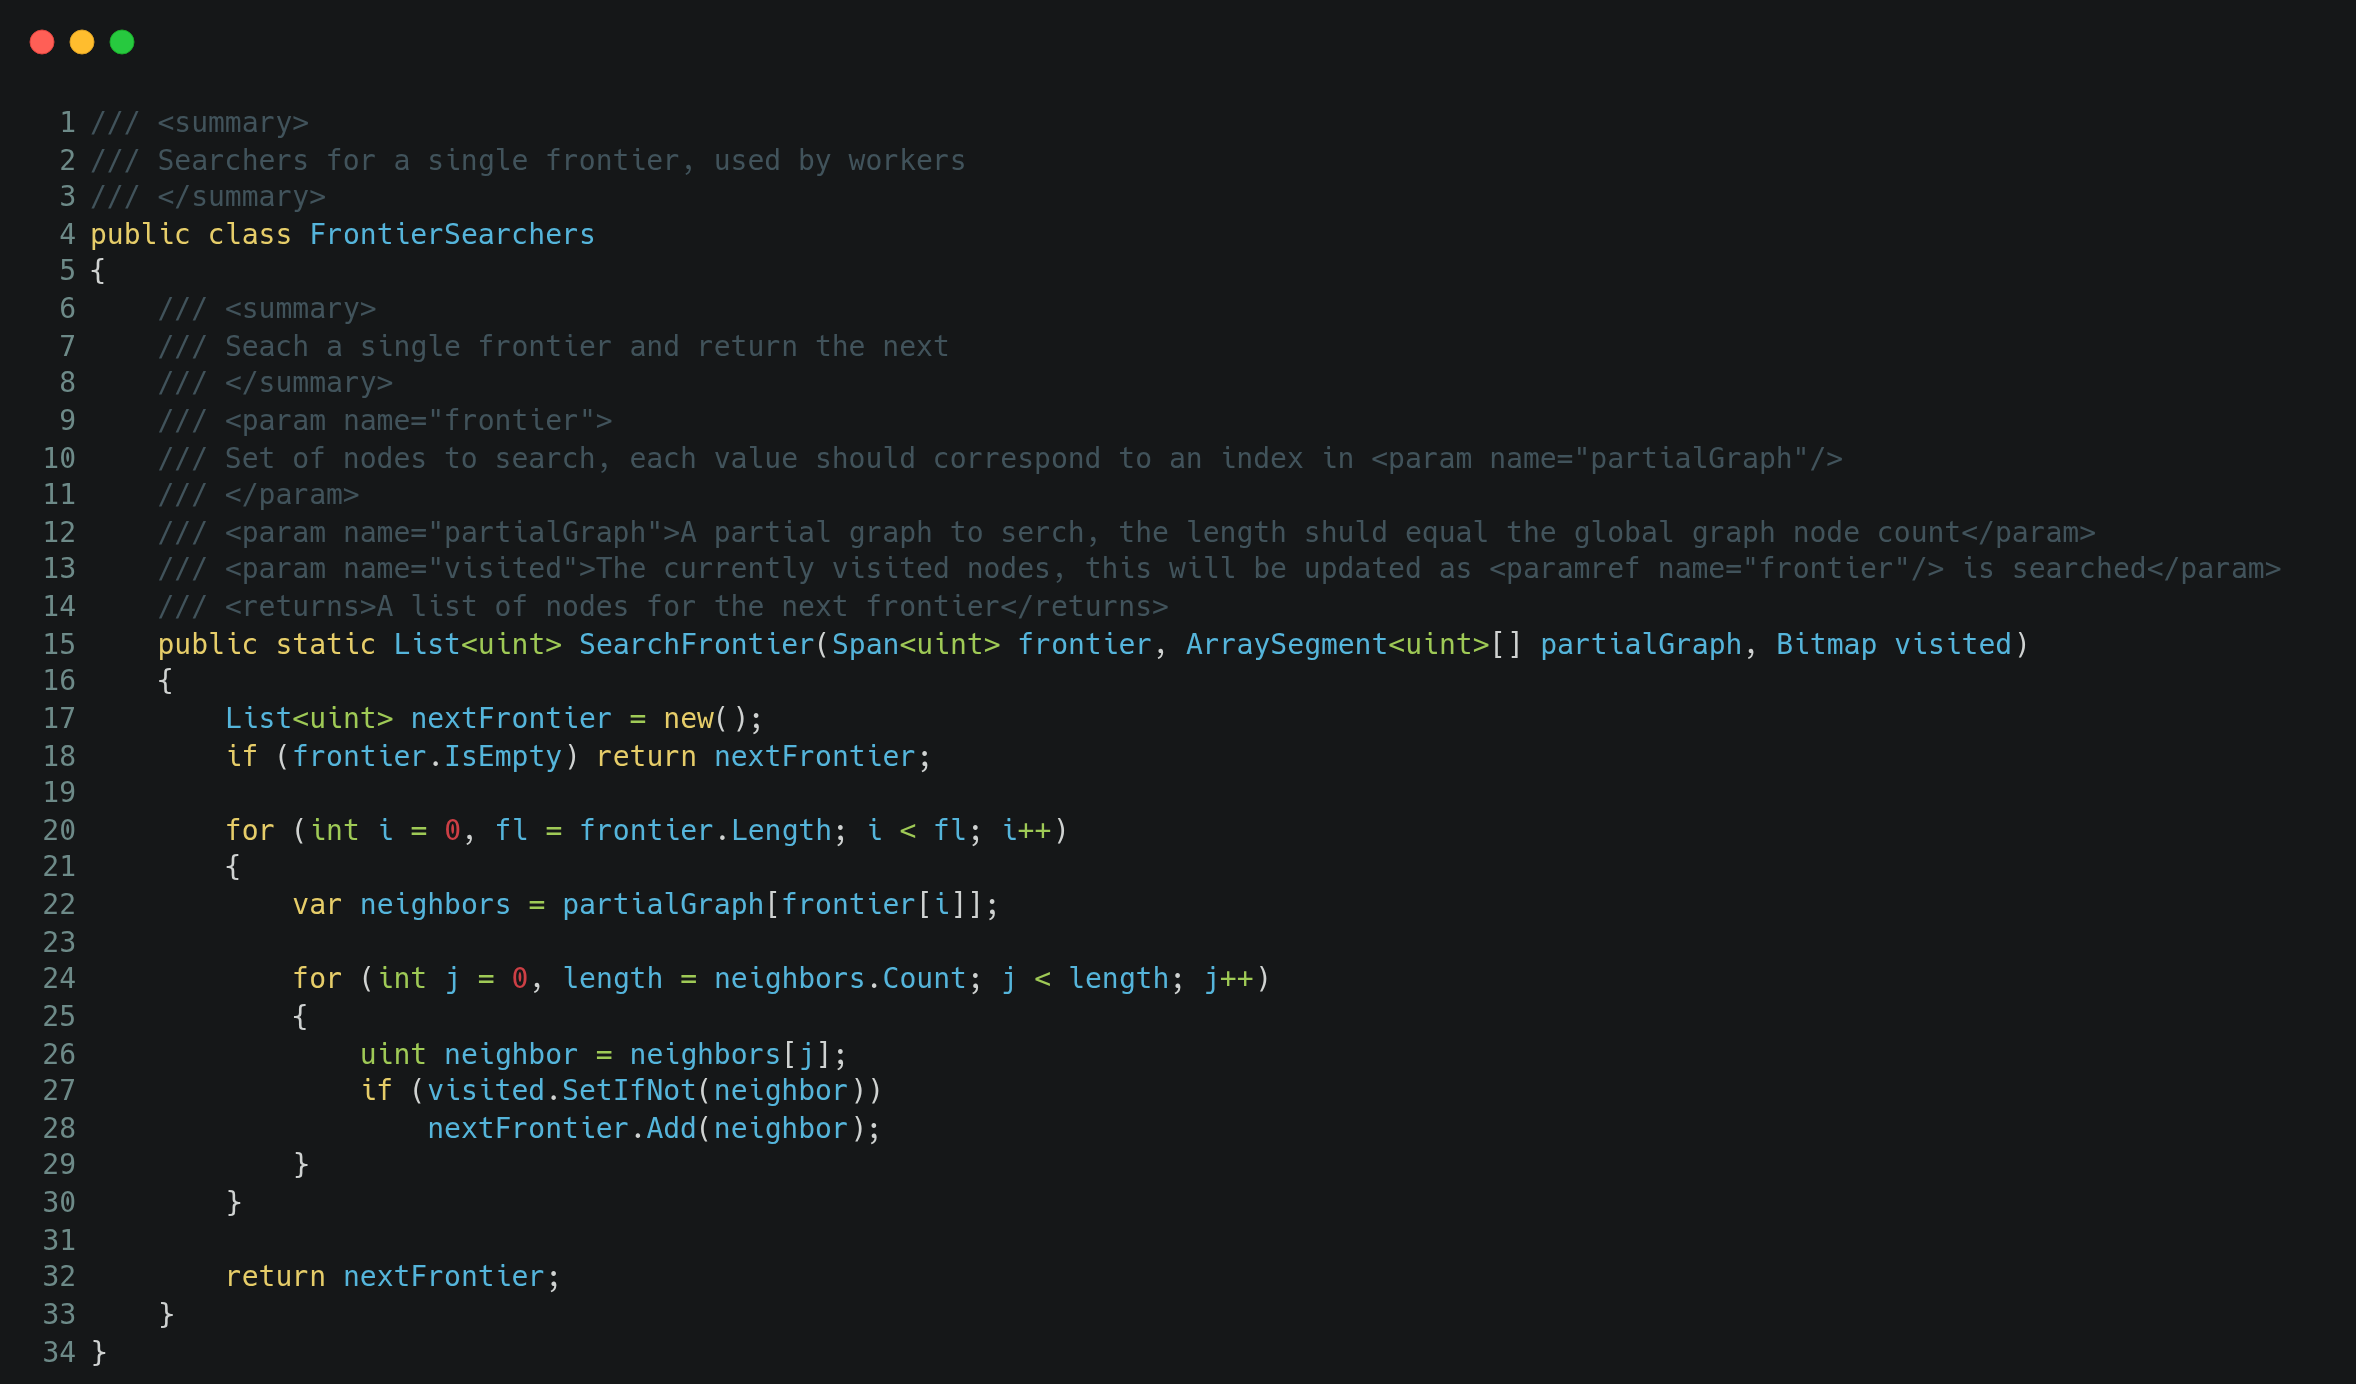 1 /// <summary>
2 /// Searchers for a single frontier, used by workers
3 /// </summary>
4 public class FrontierSearchers
5 {
6     /// <summary>
7     /// Seach a single frontier and return the next
8     /// </summary>
9     /// <param name="frontier">
10     /// Set of nodes to search, each value should correspond to an index in <param name="partialGraph"/>
11     /// </param>
12     /// <param name="partialGraph">A partial graph to serch, the length shuld equal the global graph node count</param>
13     /// <param name="visited">The currently visited nodes, this will be updated as <paramref name="frontier"/> is searched</param>
14     /// <returns>A list of nodes for the next frontier</returns>
15     public static List<uint> SearchFrontier(Span<uint> frontier, ArraySegment<uint>[] partialGraph, Bitmap visited)
16     {
17         List<uint> nextFrontier = new();
18         if (frontier.IsEmpty) return nextFrontier;
19
20         for (int i = 0, fl = frontier.Length; i < fl; i++)
21         {
22             var neighbors = partialGraph[frontier[i]];
23
24             for (int j = 0, length = neighbors.Count; j < length; j++)
25             {
26                 uint neighbor = neighbors[j];
27                 if (visited.SetIfNot(neighbor))
28                     nextFrontier.Add(neighbor);
29             }
30         }
31
32         return nextFrontier;
33     }
34 }